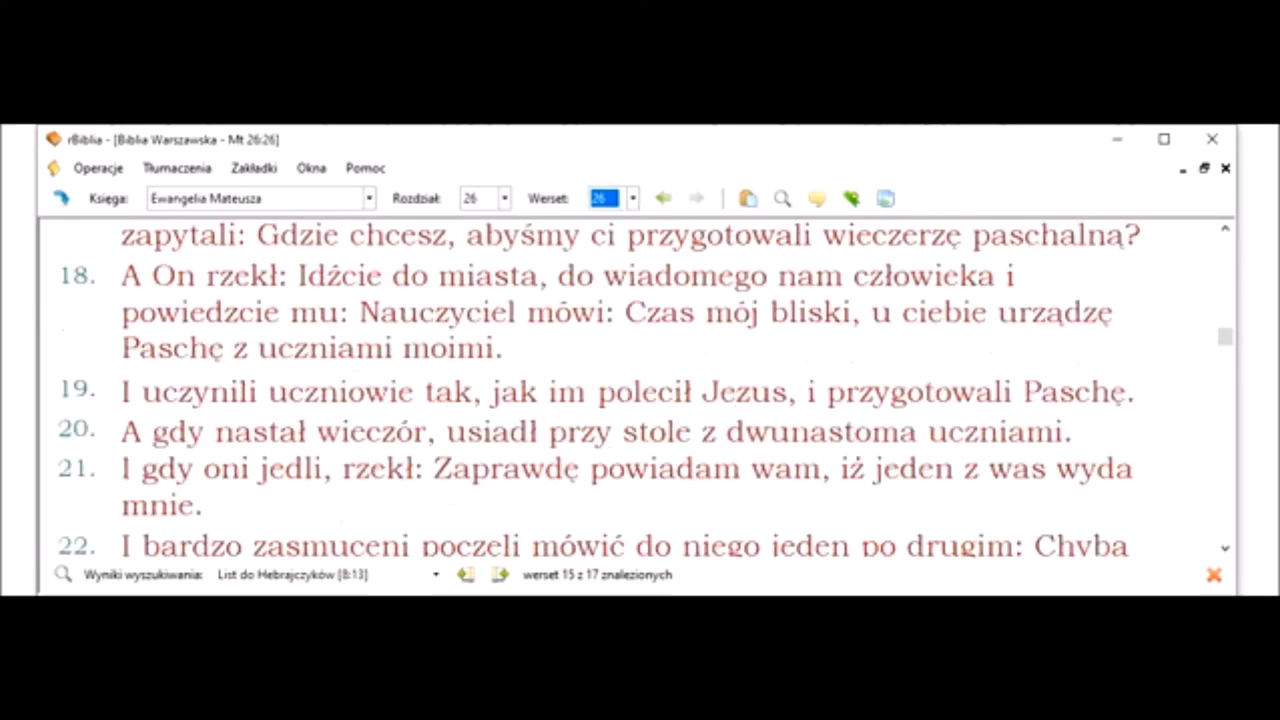 rBiblia - [Biblia Warszawska - Mt 26:26]
Operacje Tłumaczenia Zakładki Okna Pomoc
Księga: Ewangelia Mateusza Rozdział: 26 Werset: 26
zapytali: Gdzie chcesz, abyśmy ci przygotowali wieczerzę paschalną?
18. A On rzekł: Idźcie do miasta, do wiadomego nam człowieka i
powiedzcie mu: Nauczyciel mówi: Czas mój bliski, u ciebie urządzę
Paschę z uczniami moimi.
19. I uczynili uczniowie tak, jak im polecił Jezus, i przygotowali Paschę.
20. A gdy nastał wieczór, usiadł przy stole z dwunastoma uczniami.
21. I gdy oni jedli, rzekł: Zaprawdę powiadam wam, iż jeden z was wyda
mnie.
22. I bardzo zasmuceni poczęli mówić do niego jeden po drugim: Chyba
Wyniki wyszukiwania: List do Hebrajczyków [8:13] werset 15 z 17 znalezionych